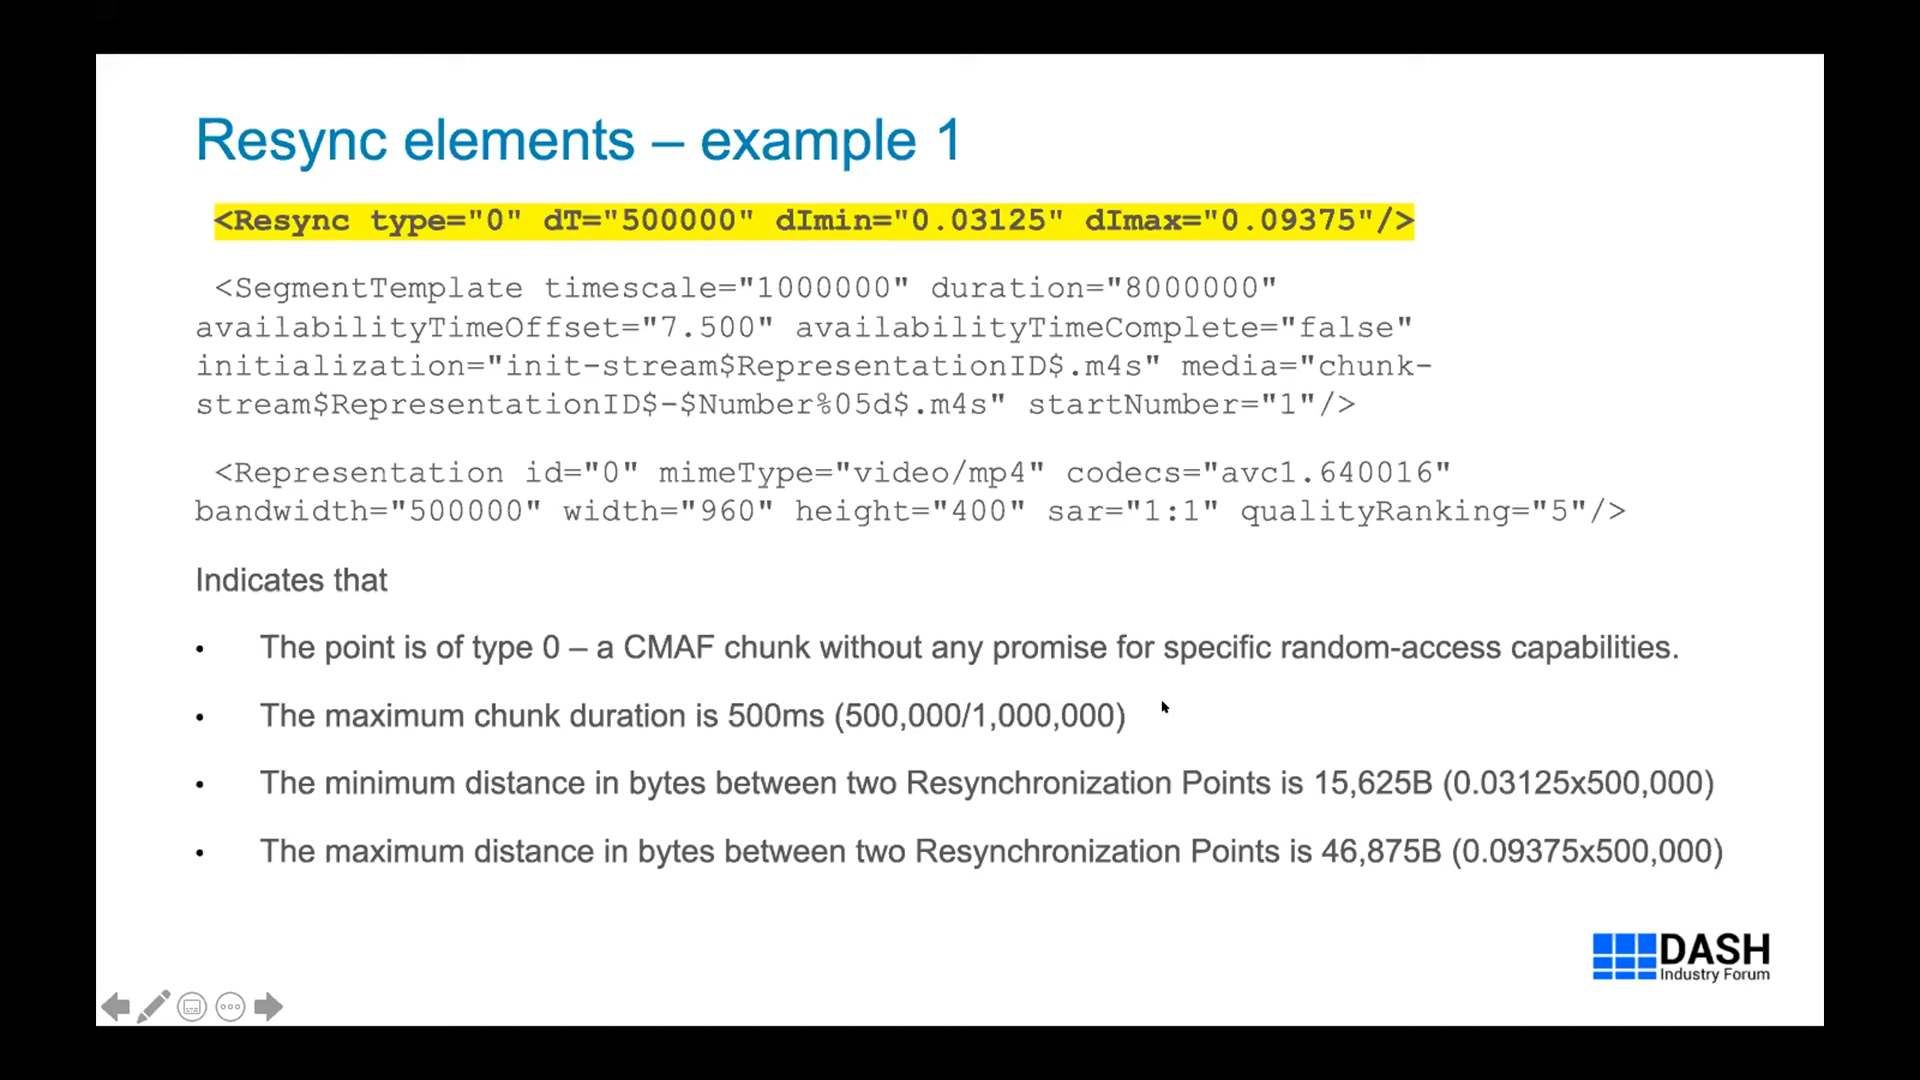 Resync elements – example 1
<Resync type="0" dT="500000" dImin="0.03125" dImax="0.09375"/>
<SegmentTemplate timescale="1000000" duration="8000000"
availabilityTimeOffset="7.500" availabilityTimeComplete="false"
initialization="init-stream$RepresentationID$.m4s" media="chunk-
stream$RepresentationID$-$Number%05d$.m4s" startNumber="1"/>
<Representation id="0" mimeType="video/mp4" codecs="avc1.640016"
bandwidth="500000" width="960" height="400" sar="1:1" qualityRanking="5"/>
Indicates that
• The point is of type 0 – a CMAF chunk without any promise for specific random-access capabilities.
• The maximum chunk duration is 500ms (500,000/1,000,000)
• The minimum distance in bytes between two Resynchronization Points is 15,625B (0.03125x500,000)
• The maximum distance in bytes between two Resynchronization Points is 46,875B (0.09375x500,000)
DASH
Industry Forum